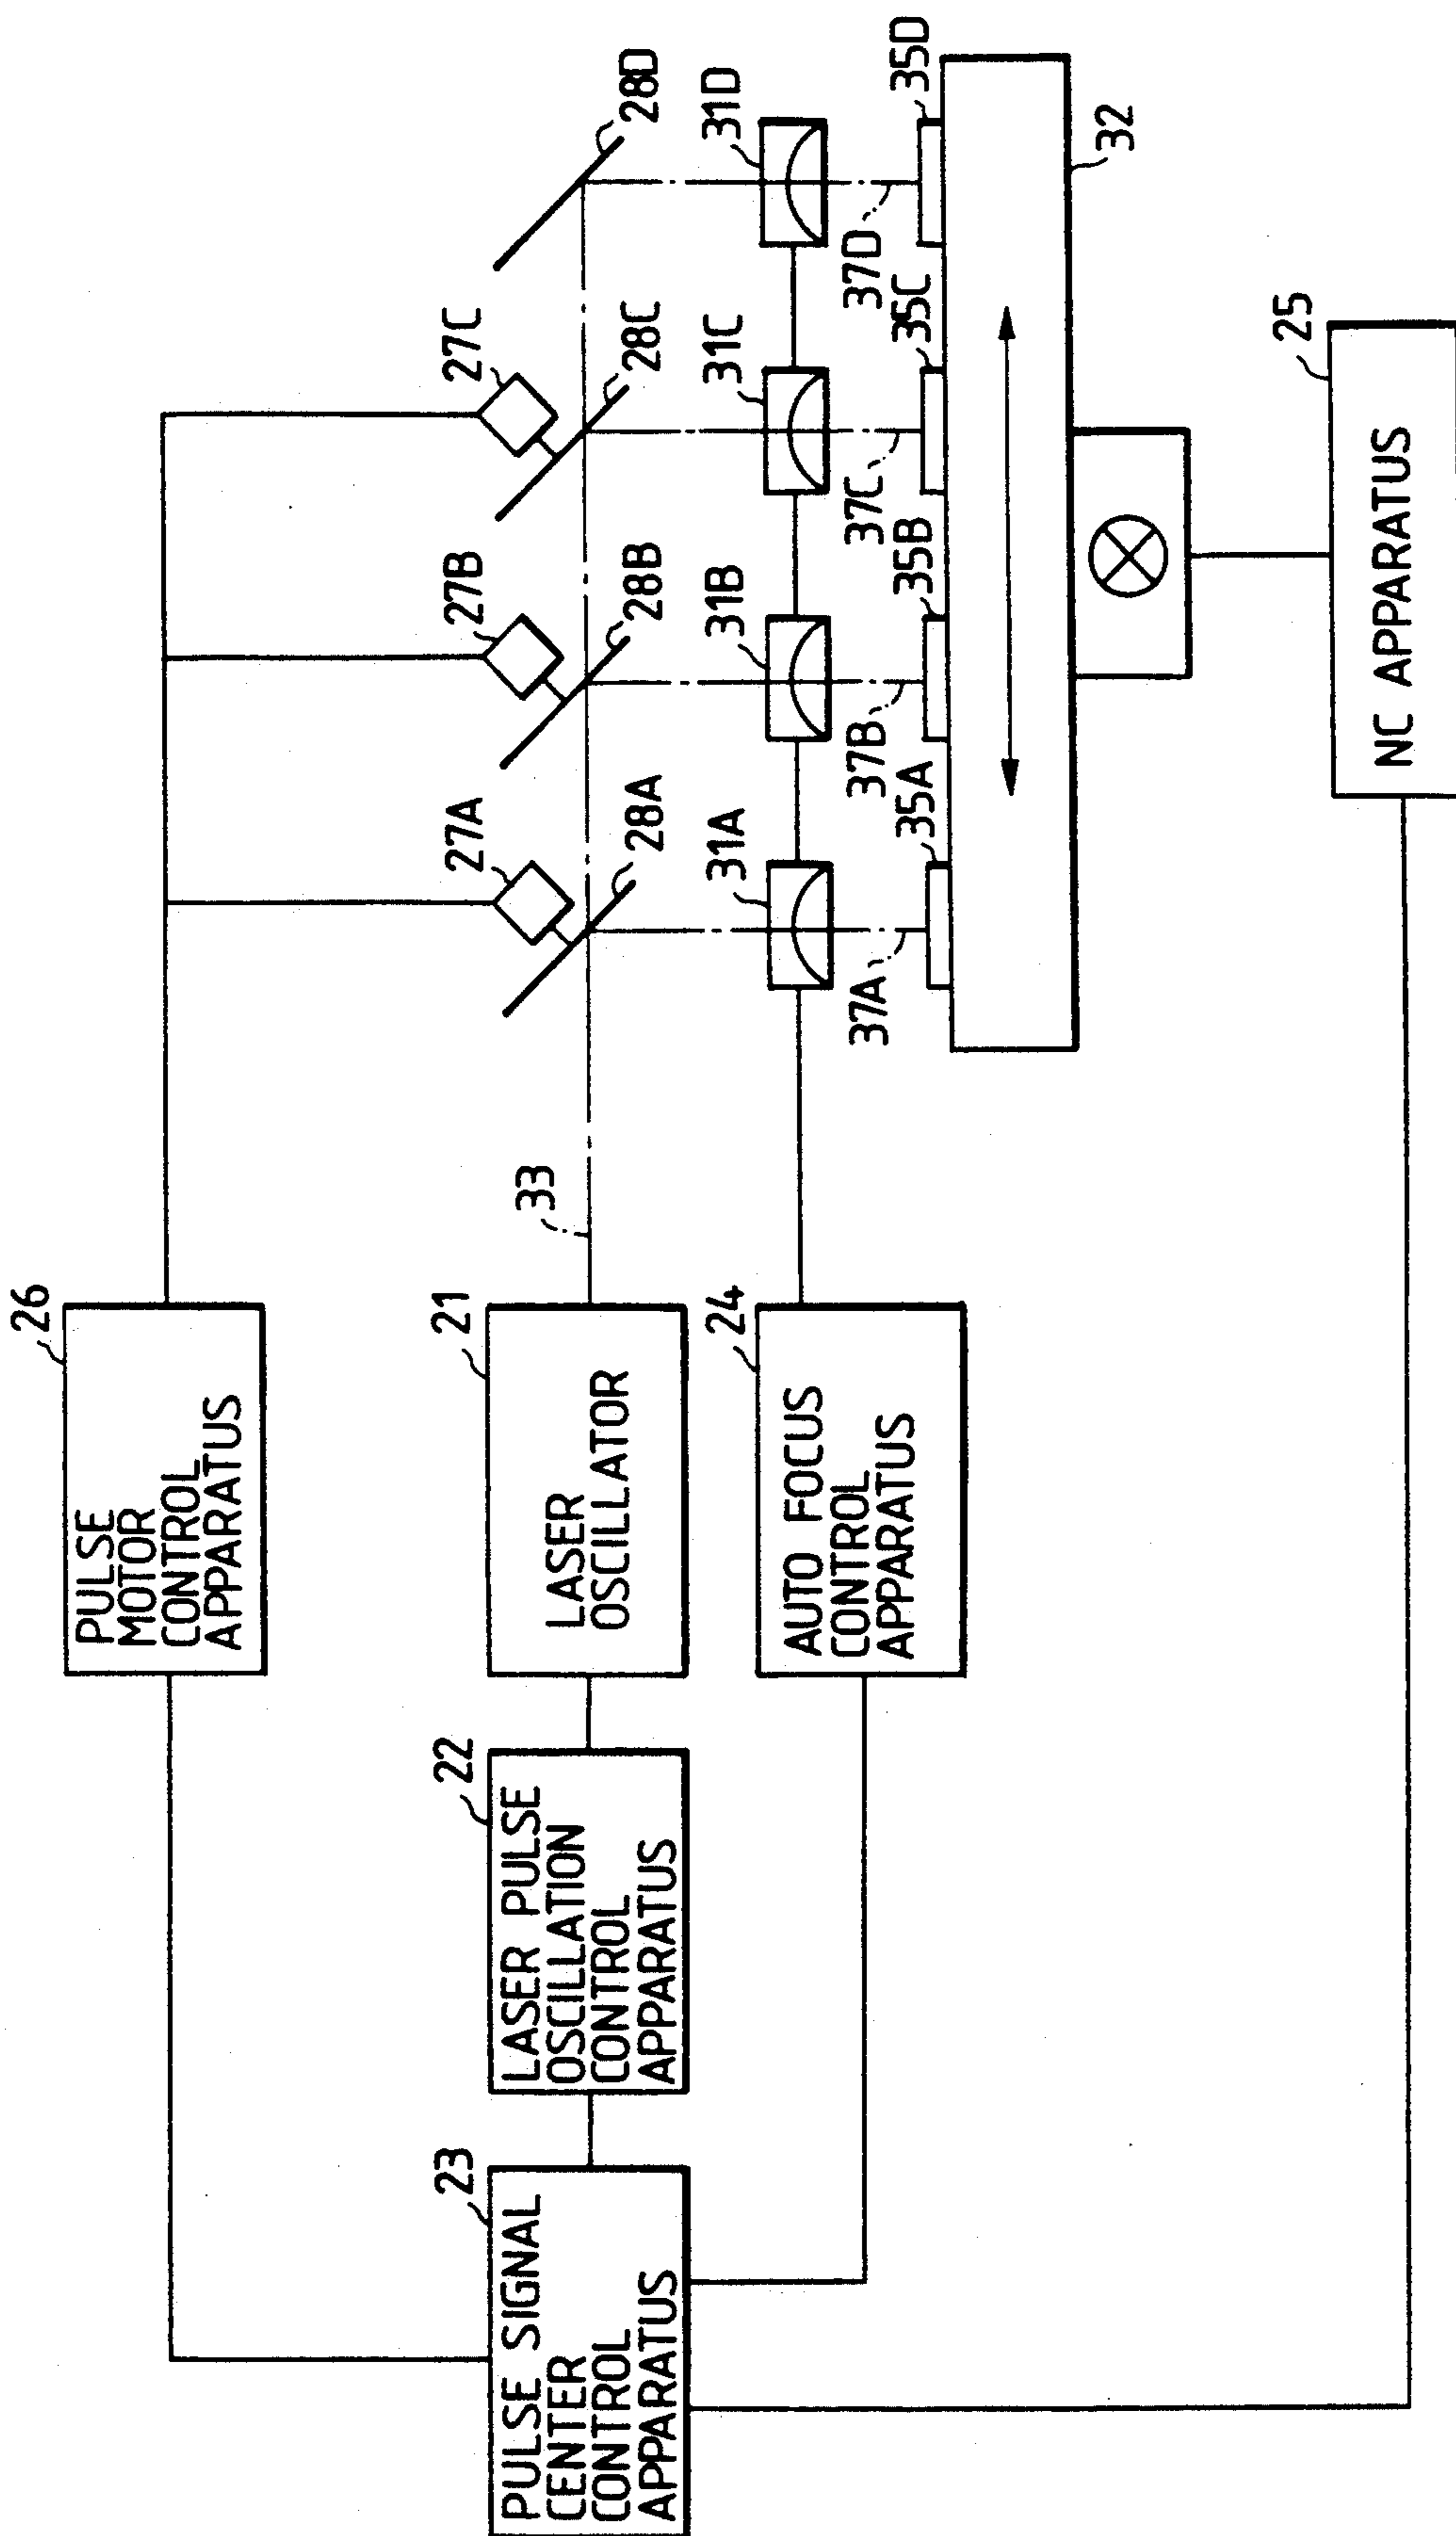 26
PULSE
MOTOR
CONTROL
APPARATUS
27A
27B
27C
28A
28B
28C
28D
23
PULSE SIGNAL
CENTER
CONTROL
APPARATUS
22
LASER PULSE
OSCILLATION
CONTROL
APPARATUS
21
LASER
OSCILLATOR
33
24
AUTO FOCUS
CONTROL
APPARATUS
31A
31B
31C
31D
37A
37B
37C
37D
35A
35B
35C
35D
32
25
NC APPARATUS